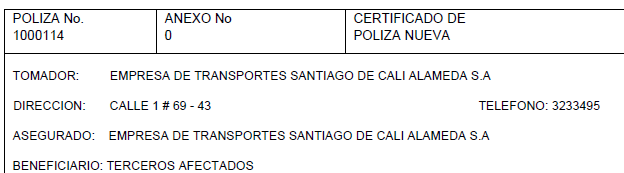 POLIZA No. ANEXO No CERTIFICADO DE
1000114 0 POLIZA NUEVA
TOMADOR: EMPRESA DE TRANSPORTES SANTIAGO DE CALI ALAMEDA S.A
DIRECCION: CALLE 1 # 69 - 43 TELEFONO: 3233495
ASEGURADO: EMPRESA DE TRANSPORTES SANTIAGO DE CALI ALAMEDA S.A
BENEFICIARIO: TERCEROS AFECTADOS